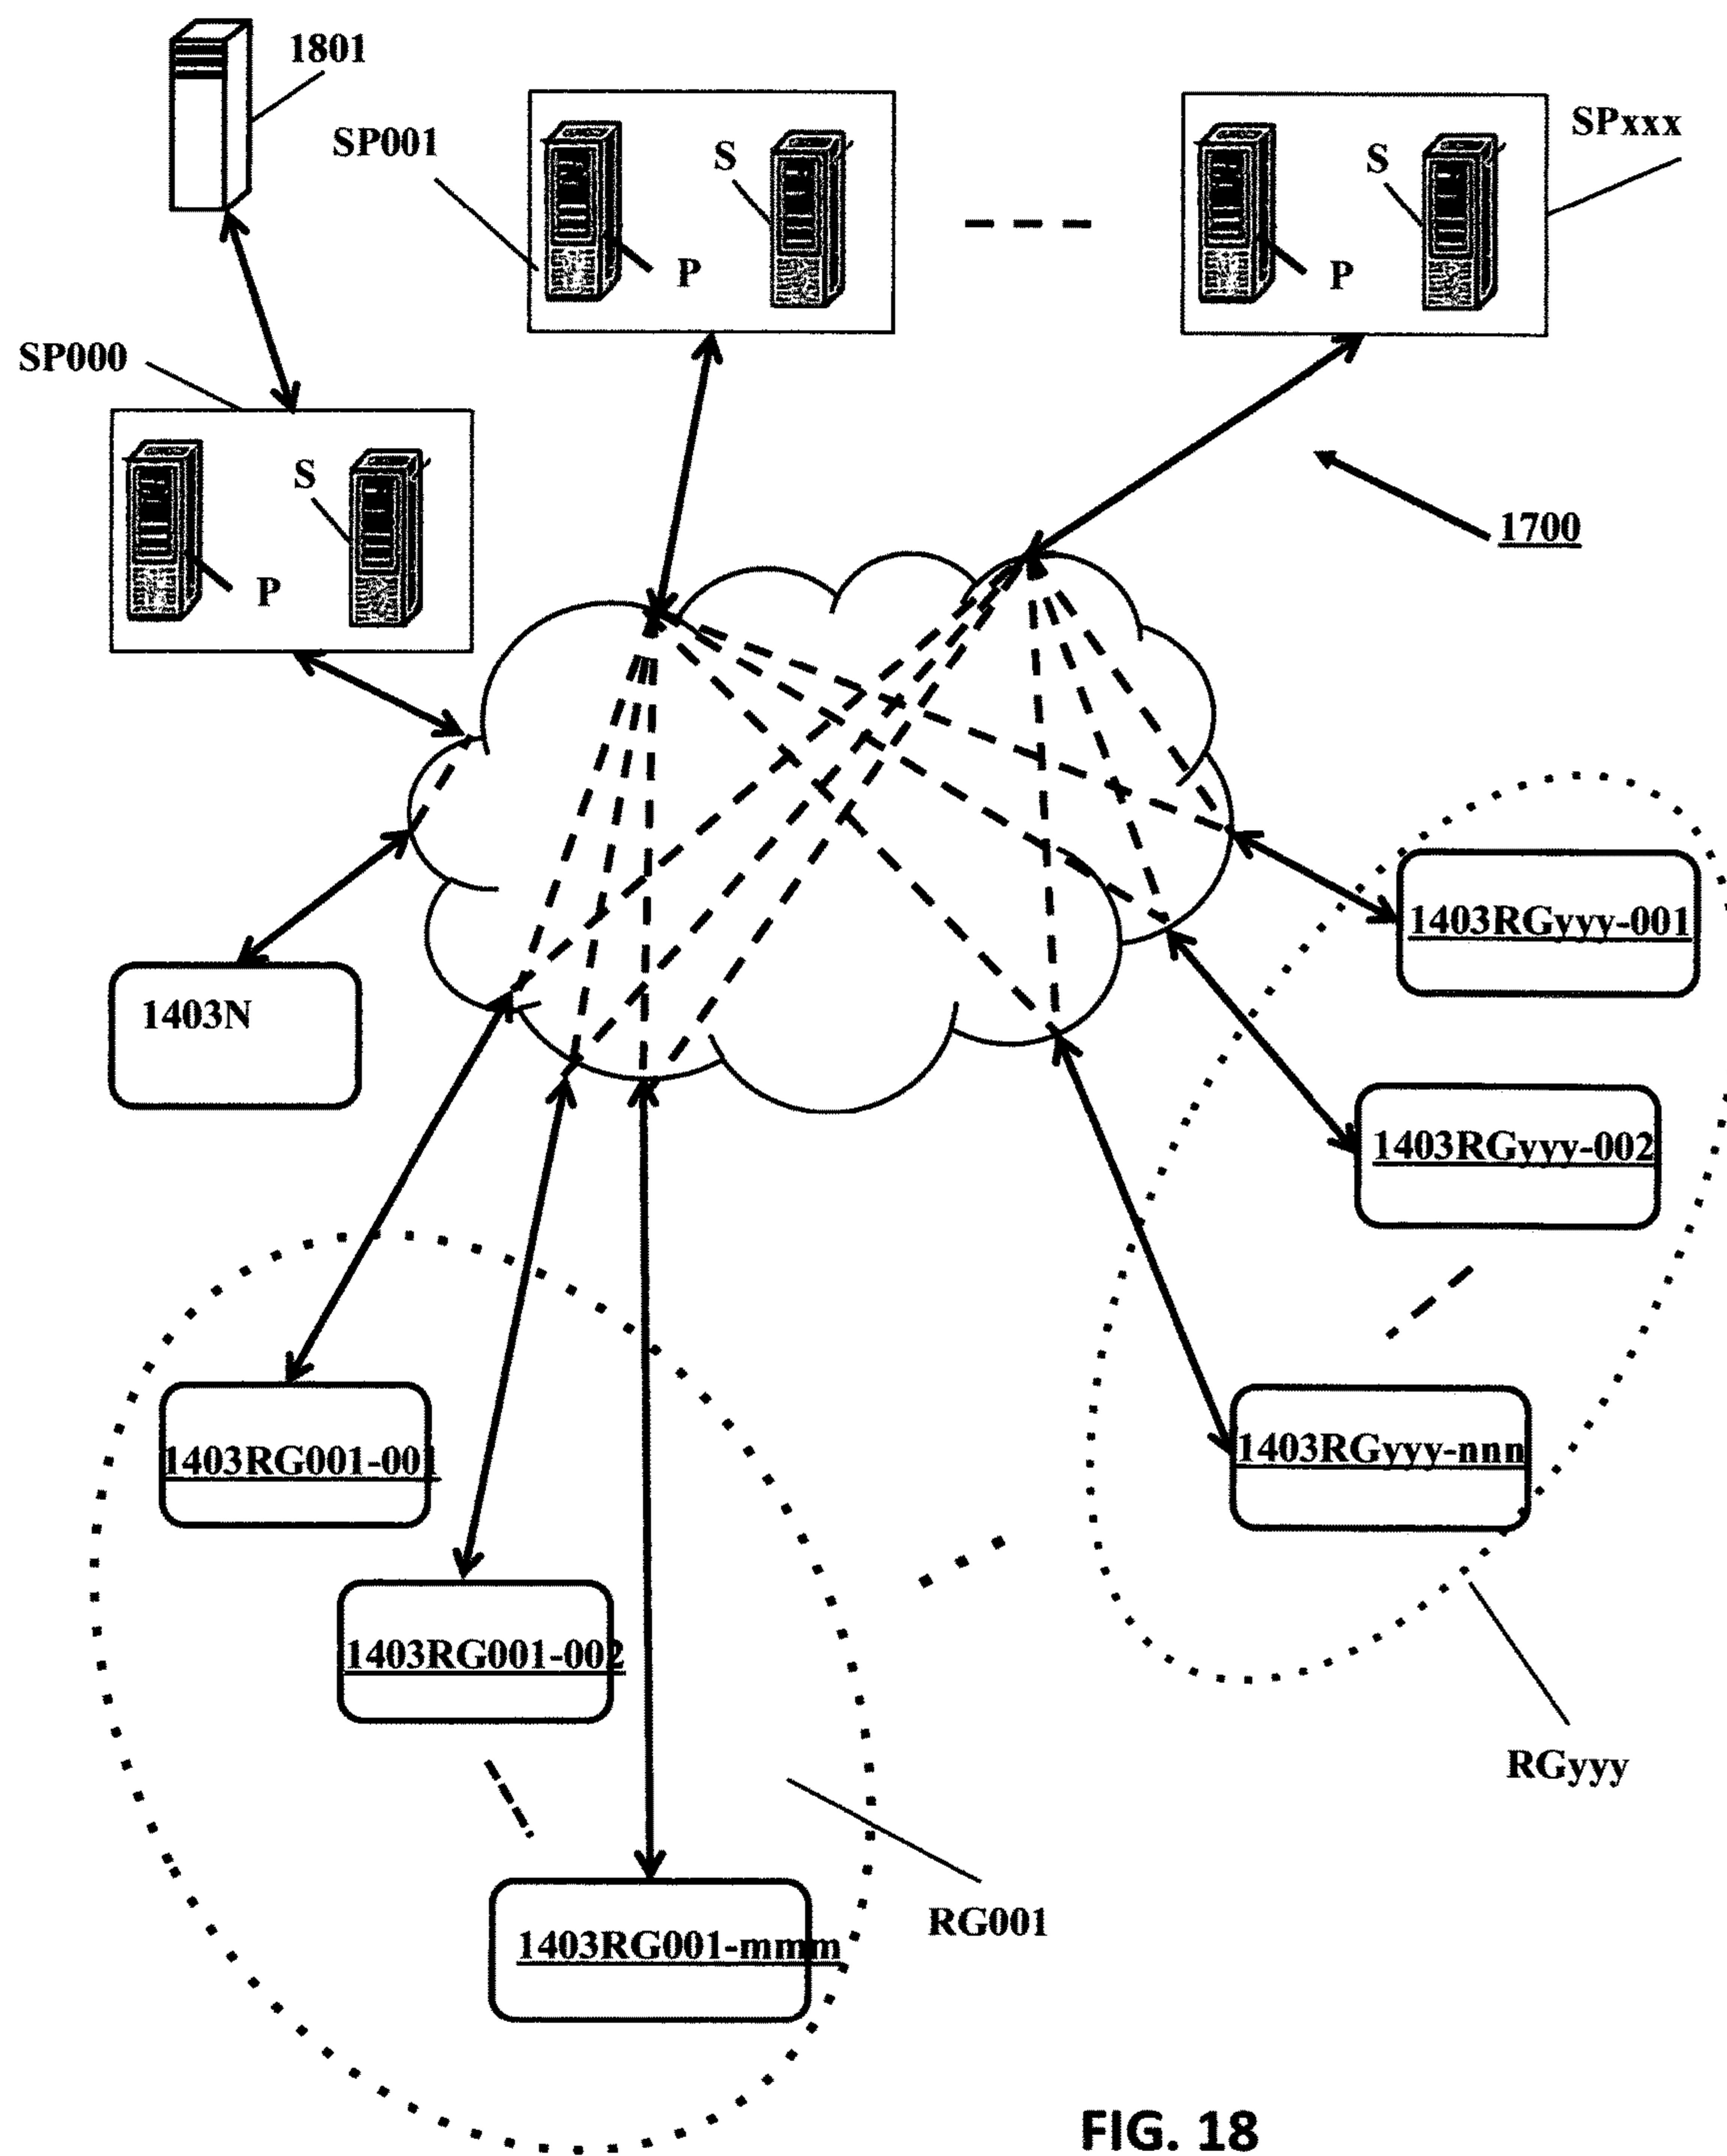 1801
SP001
S
P
SPxxx
S
P
SP000
S
P
1700
1403N
1403RGyyy-001
1403RGyyy-002
1403RGyyy-nnn
1403RG001-001
1403RG001-002
1403RG001-mmm
RGyyy
RG001
FIG. 18